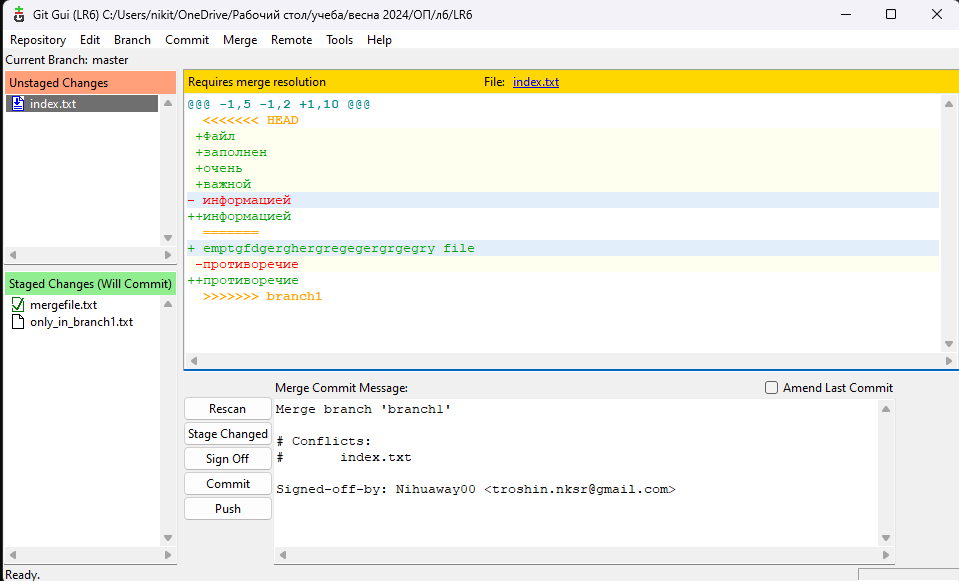 Git Gui (LR6) C:/Users/nikit/OneDrive/Рабочий стол/учеба/весна 2024/ОП/л6/LR6
Repository Edit Branch Commit Merge Remote Tools Help
Current Branch: master
Unstaged Changes
index.txt
Requires merge resolution File: index.txt
@@@ -1,5 -1,2 +1,10 @@@
<<<<<<< HEAD
+Файл
+заполнен
+очень
+важной
- информацией
++информацией
=======
+ emptgfdgerghergregegergrgegry file
-противоречие
++противоречие
>>>>>>> branch1
Staged Changes (Will Commit)
mergefile.txt
only_in_branch1.txt
Merge Commit Message:
Amend Last Commit
Rescan
Stage Changed
Sign Off
Commit
Push
Merge branch 'branch1'
# Conflicts:
# index.txt
Signed-off-by: Nihuaway00 <troshin.nksr@gmail.com>
Ready.